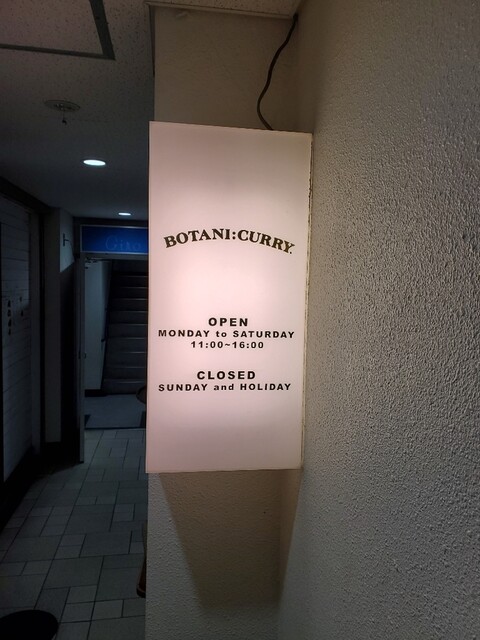 BOTANI:CURRY.
OPEN
MONDAY to SATURDAY
11:00~16:00
CLOSED
SUNDAY and HOLIDAY